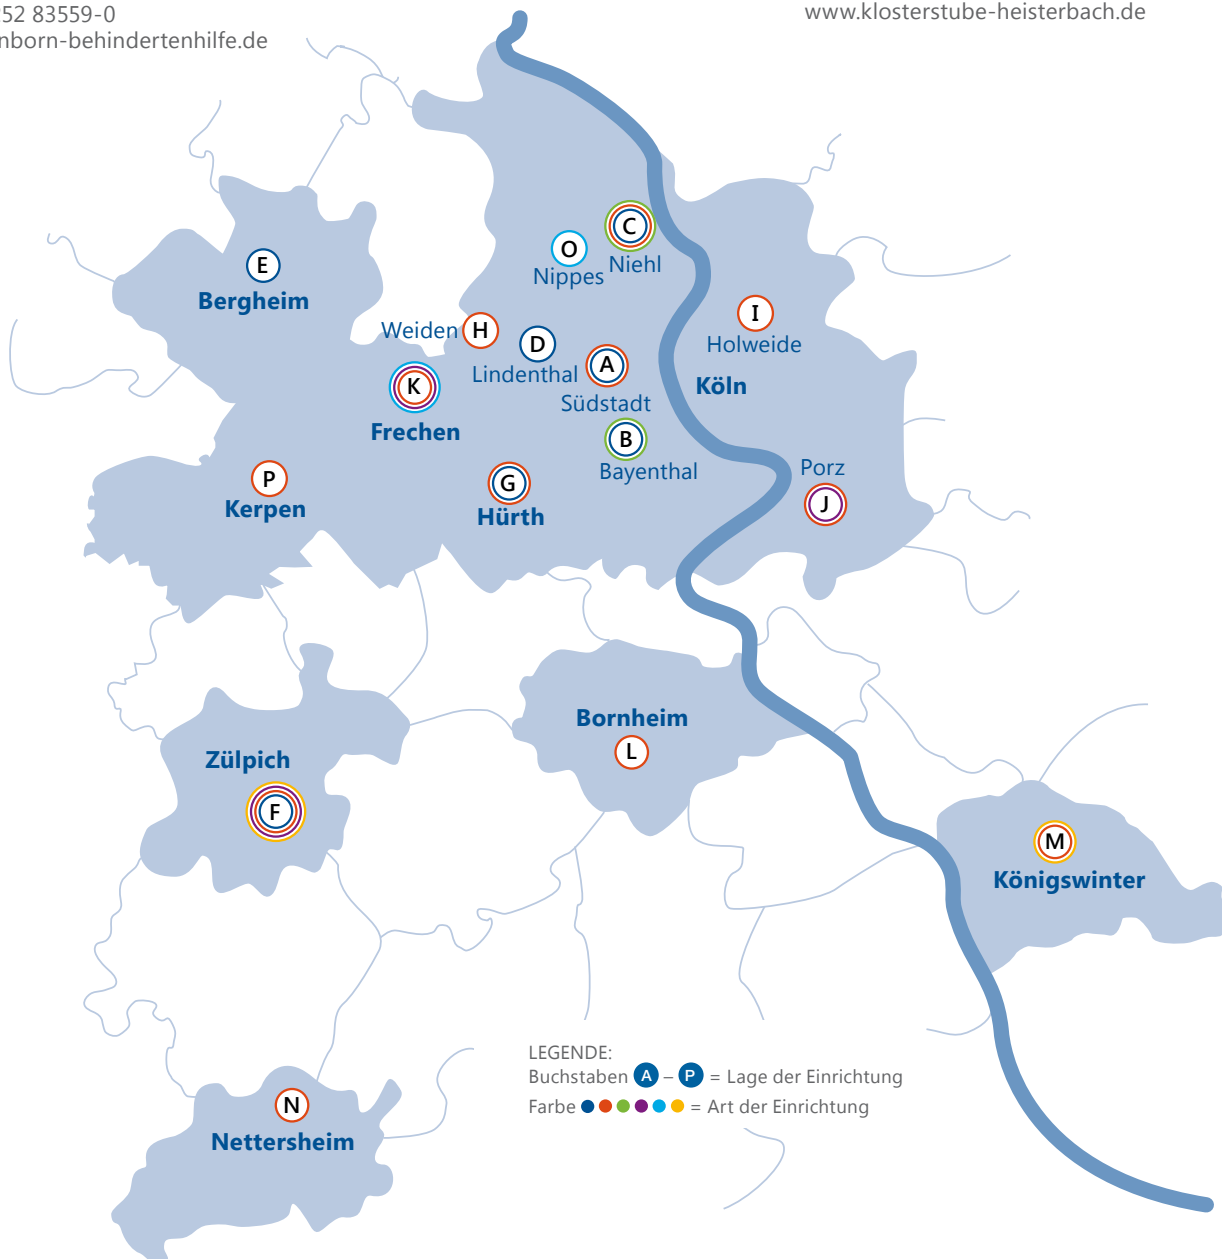 252 83559-0
nborn-behindertenhilfe.de
www.klosterstube-heisterbach.de
C
O
Niehl
Nippes
E
Bergheim
I
Holweide
Weiden H
D
Lindenthal
A
Südstadt
Köln
K
Frechen
B
Bayenthal
Porz
J
P
Kerpen
G
Hürth
Bornheim
L
Zülpich
F
M
Königswinter
LEGENDE:
Buchstaben A – P = Lage der Einrichtung
Farbe = Art der Einrichtung
N
Nettersheim